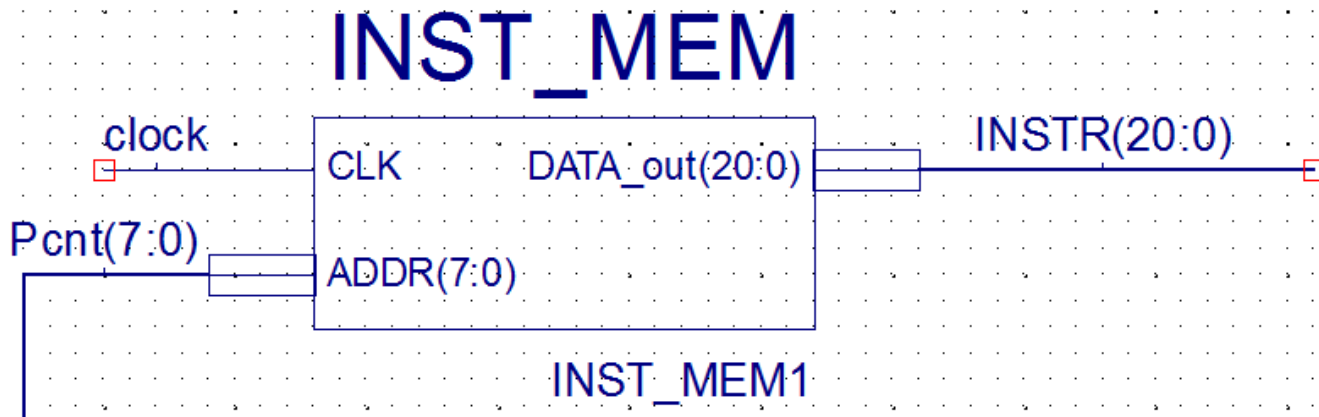 INST_MEM
clock
INSTR(20:0)
CLK
DATA_out(20:0)
Pcnt(7:0)
ADDR(7:0)
INST_MEM1